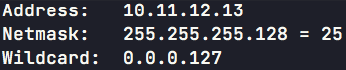 Address:   10.11.12.13
Netmask:   255.255.255.128 = 25
Wildcard:  0.0.0.127